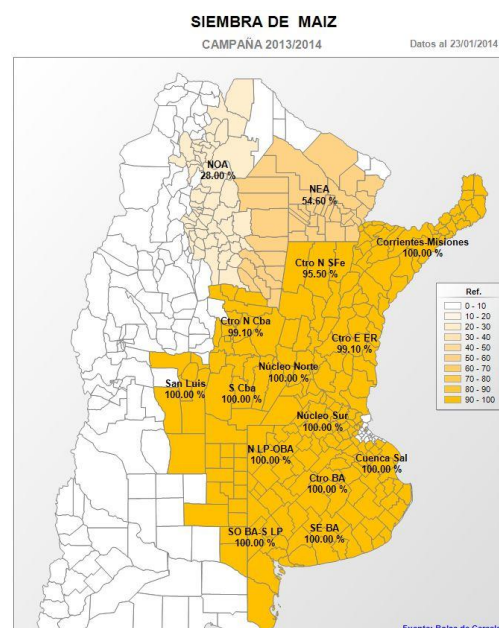 SIEMBRA DE MAIZ
CAMPAÑA 2013/2014
Datos al 23/01/2014
NOA
28.00 %
NEA
54.60 %
Corrientes-Misiones
100.00 %
Ctro N SFe
95.50 %
Ref.
0 - 10
10 - 20
20 - 30
30 - 40
40 - 50
50 - 60
60 - 70
70 - 80
80 - 90
90 - 100
Ctro N Cba
99.10 %
Ctro E ER
99.10 %
Núcleo Norte
100.00 %
San Luis
100.00 %
S Cba
100.00 %
Núcleo Sur
100.00 %
N LP-OBA
100.00 %
Cuenca Sal
100.00 %
Ctro BA
100.00 %
SO BA-S LP
100.00 %
SE BA
100.00 %
Fuente: Bolsa de